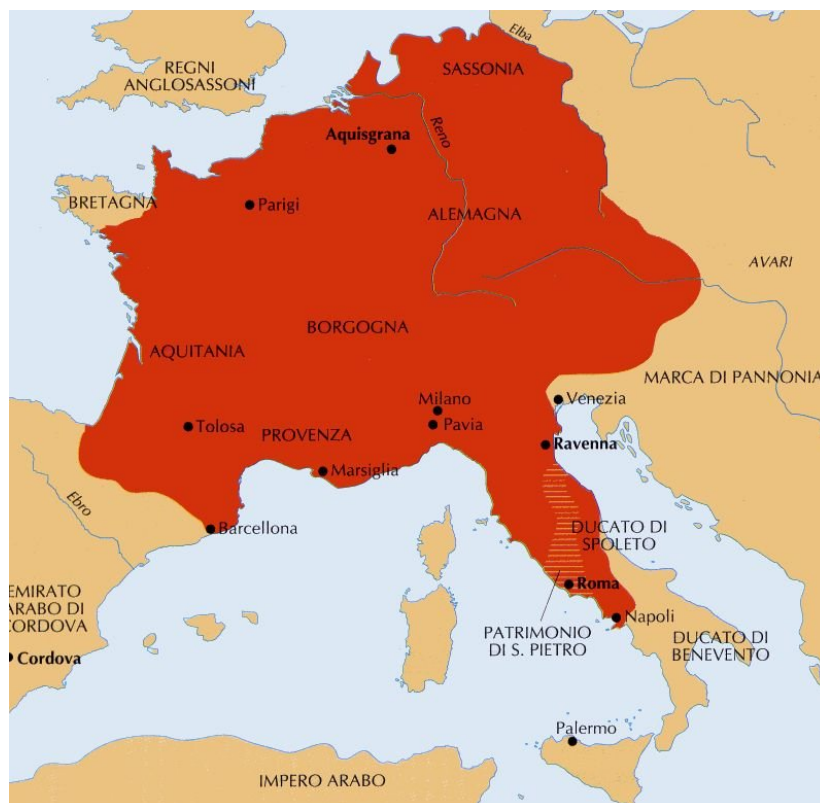 Elba
REGNI
ANGLOSASSONI
SASSONIA
Aquisgrana
Reno
BRETAGNA
Parigi
ALEMAGNA
AVARI
BORGOGNA
AQUITANIA
MARCA DI PANNONIA
Milano
Venezia
Tolosa
PROVENZA
Pavia
Ravenna
Marsiglia
Ebro
Barcellona
DUCATO DI
SPOLETO
EMIRATO
ARABO DI
CORDOVA
Roma
Napoli
PATRIMONIO
DI S. PIETRO
DUCATO DI
BENEVENTO
Cordova
Palermo
IMPERO ARABO